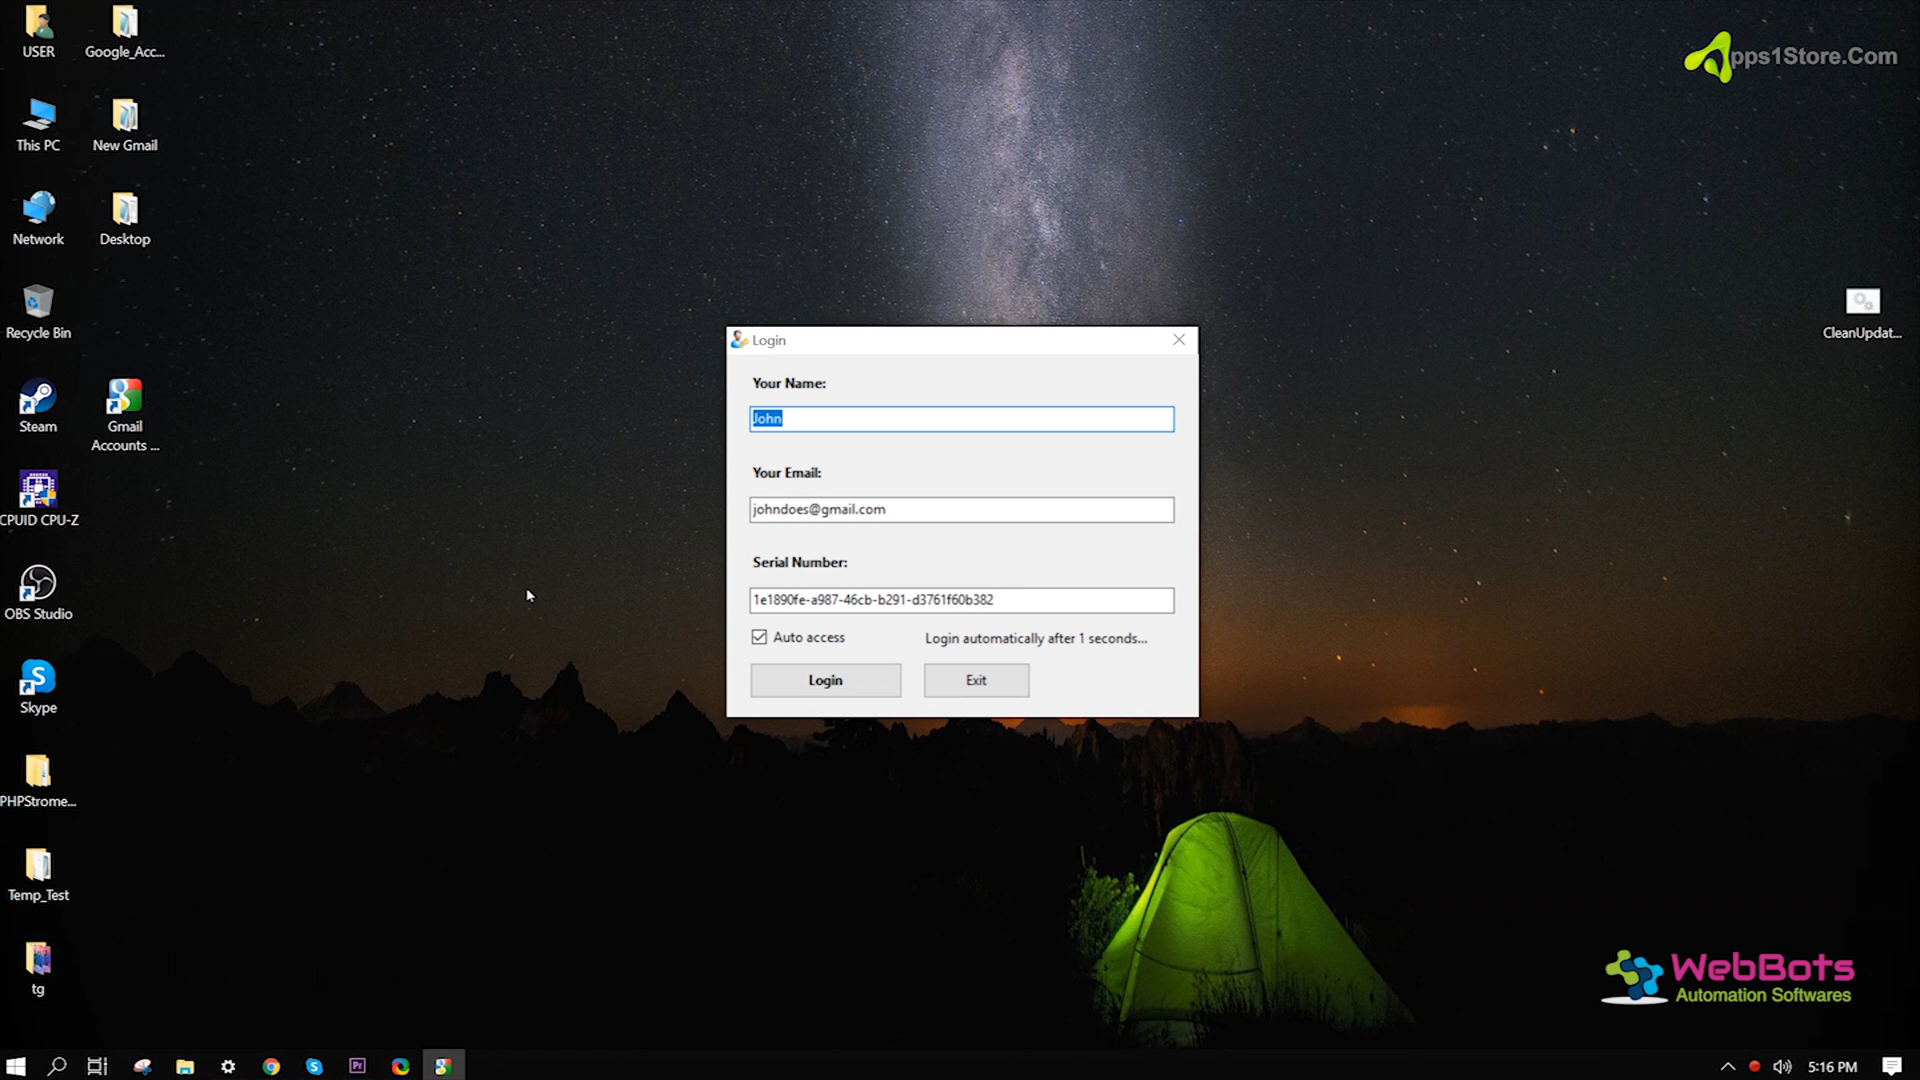 USER
Google_Acc...
pps1Store.Com
This PC
New Gmail
Network
Desktop
Recycle Bin
CleanUpdat...
Steam
Gmail
Accounts ...
CPUID CPU-Z
OBS Studio
Skype
PHPStrome...
Temp_Test
tg
Login
Your Name:
John
Your Email:
johndoes@gmail.com
Serial Number:
1e1890fe-a987-46cb-b291-d3761f60b382
Auto access
Login automatically after 1 seconds...
Login
Exit
WebBots
Automation Softwares
S
Pr
5:16 PM